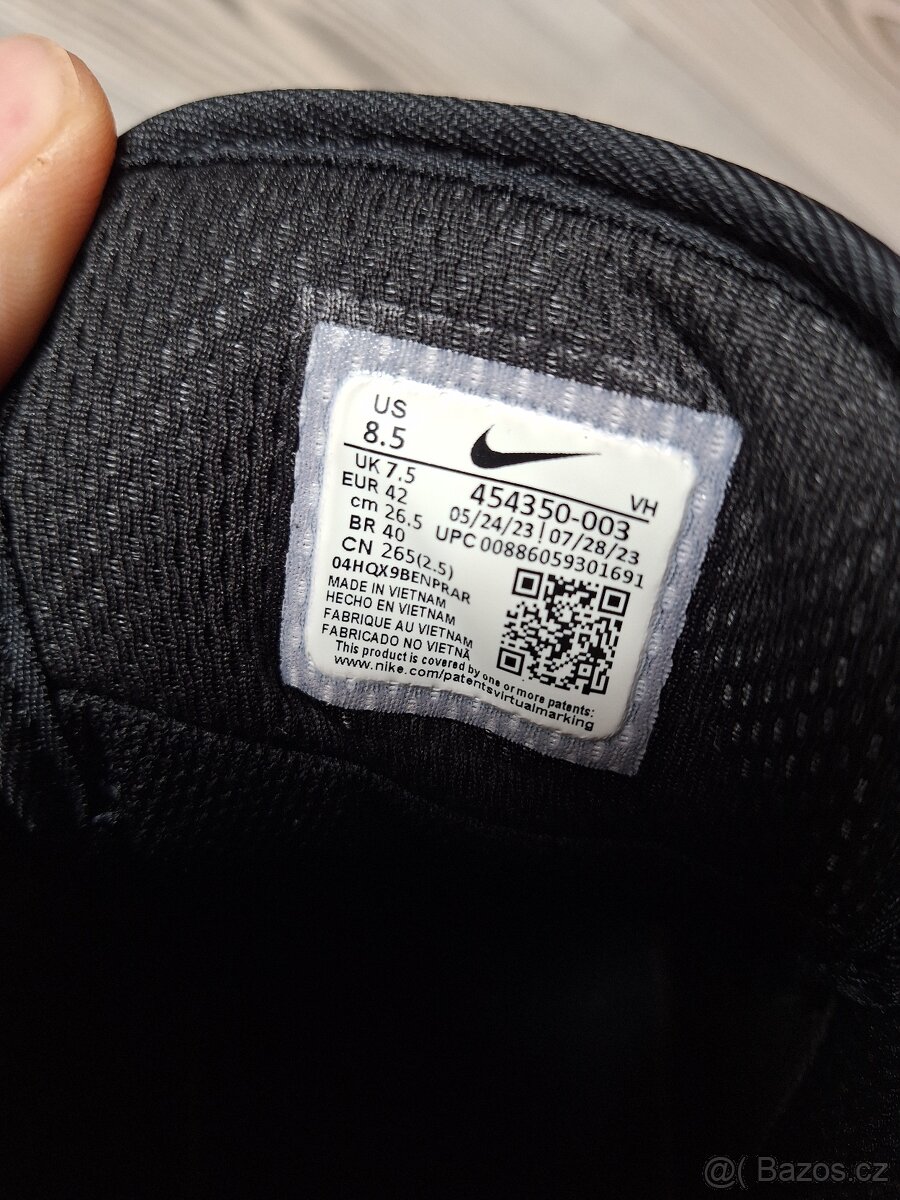 US
8.5
UK 7.5
EUR 42
cm 26.5
BR 40
CN 265(2.5)
VH
454350-003
05/24/23 | 07/28/23
UPC 00886059301691
04HQX9BENPRAR
MADE IN VIETNAM
HECHO EN VIETNAM
FABRIQUE AU VIETNAM
FABRICADO NO VIETNÃ
This product is covered by one or more patents:
www.nike.com/patentsvirtualmarking
@( Bazos.cz